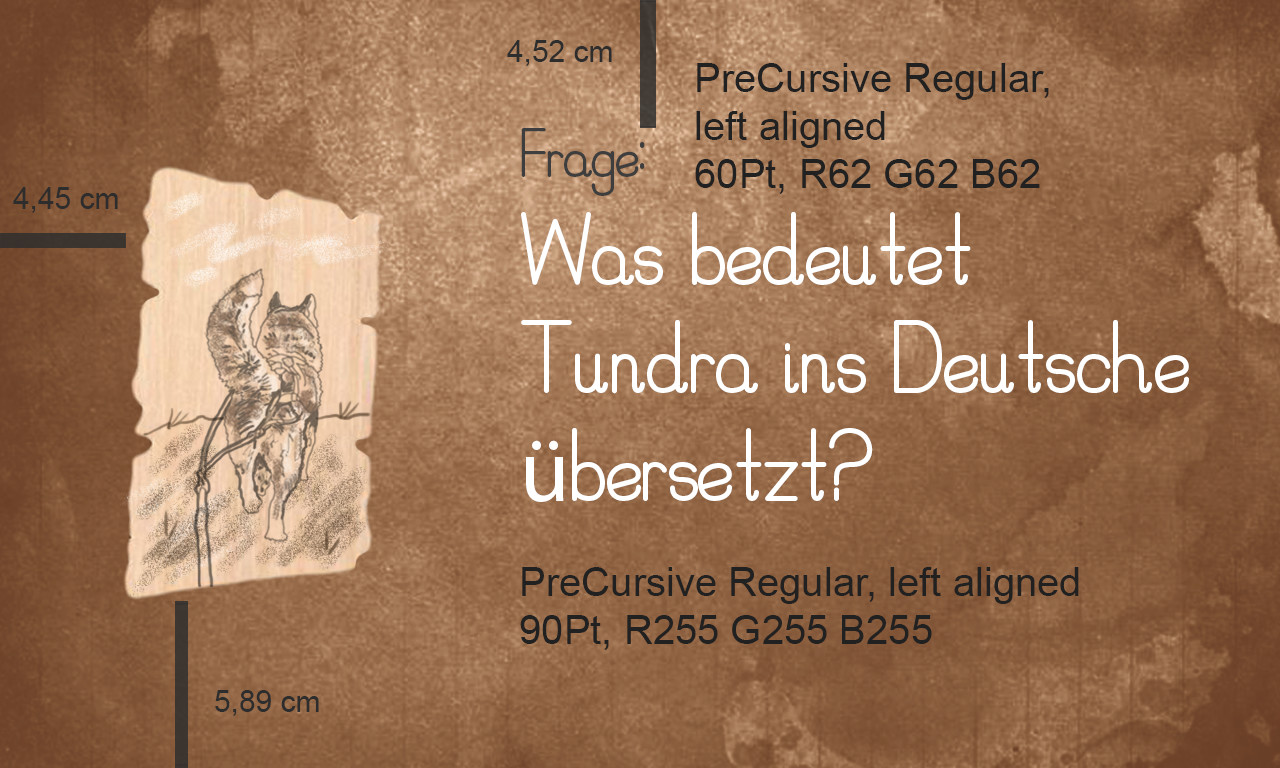 4,52 cm
PreCursive Regular,
left aligned
60Pt, R62 G62 B62
Frage:
4,45 cm
Was bedeutet
Tundra ins Deutsche
übersetzt?
PreCursive Regular, left aligned
90Pt, R255 G255 B255
5,89 cm